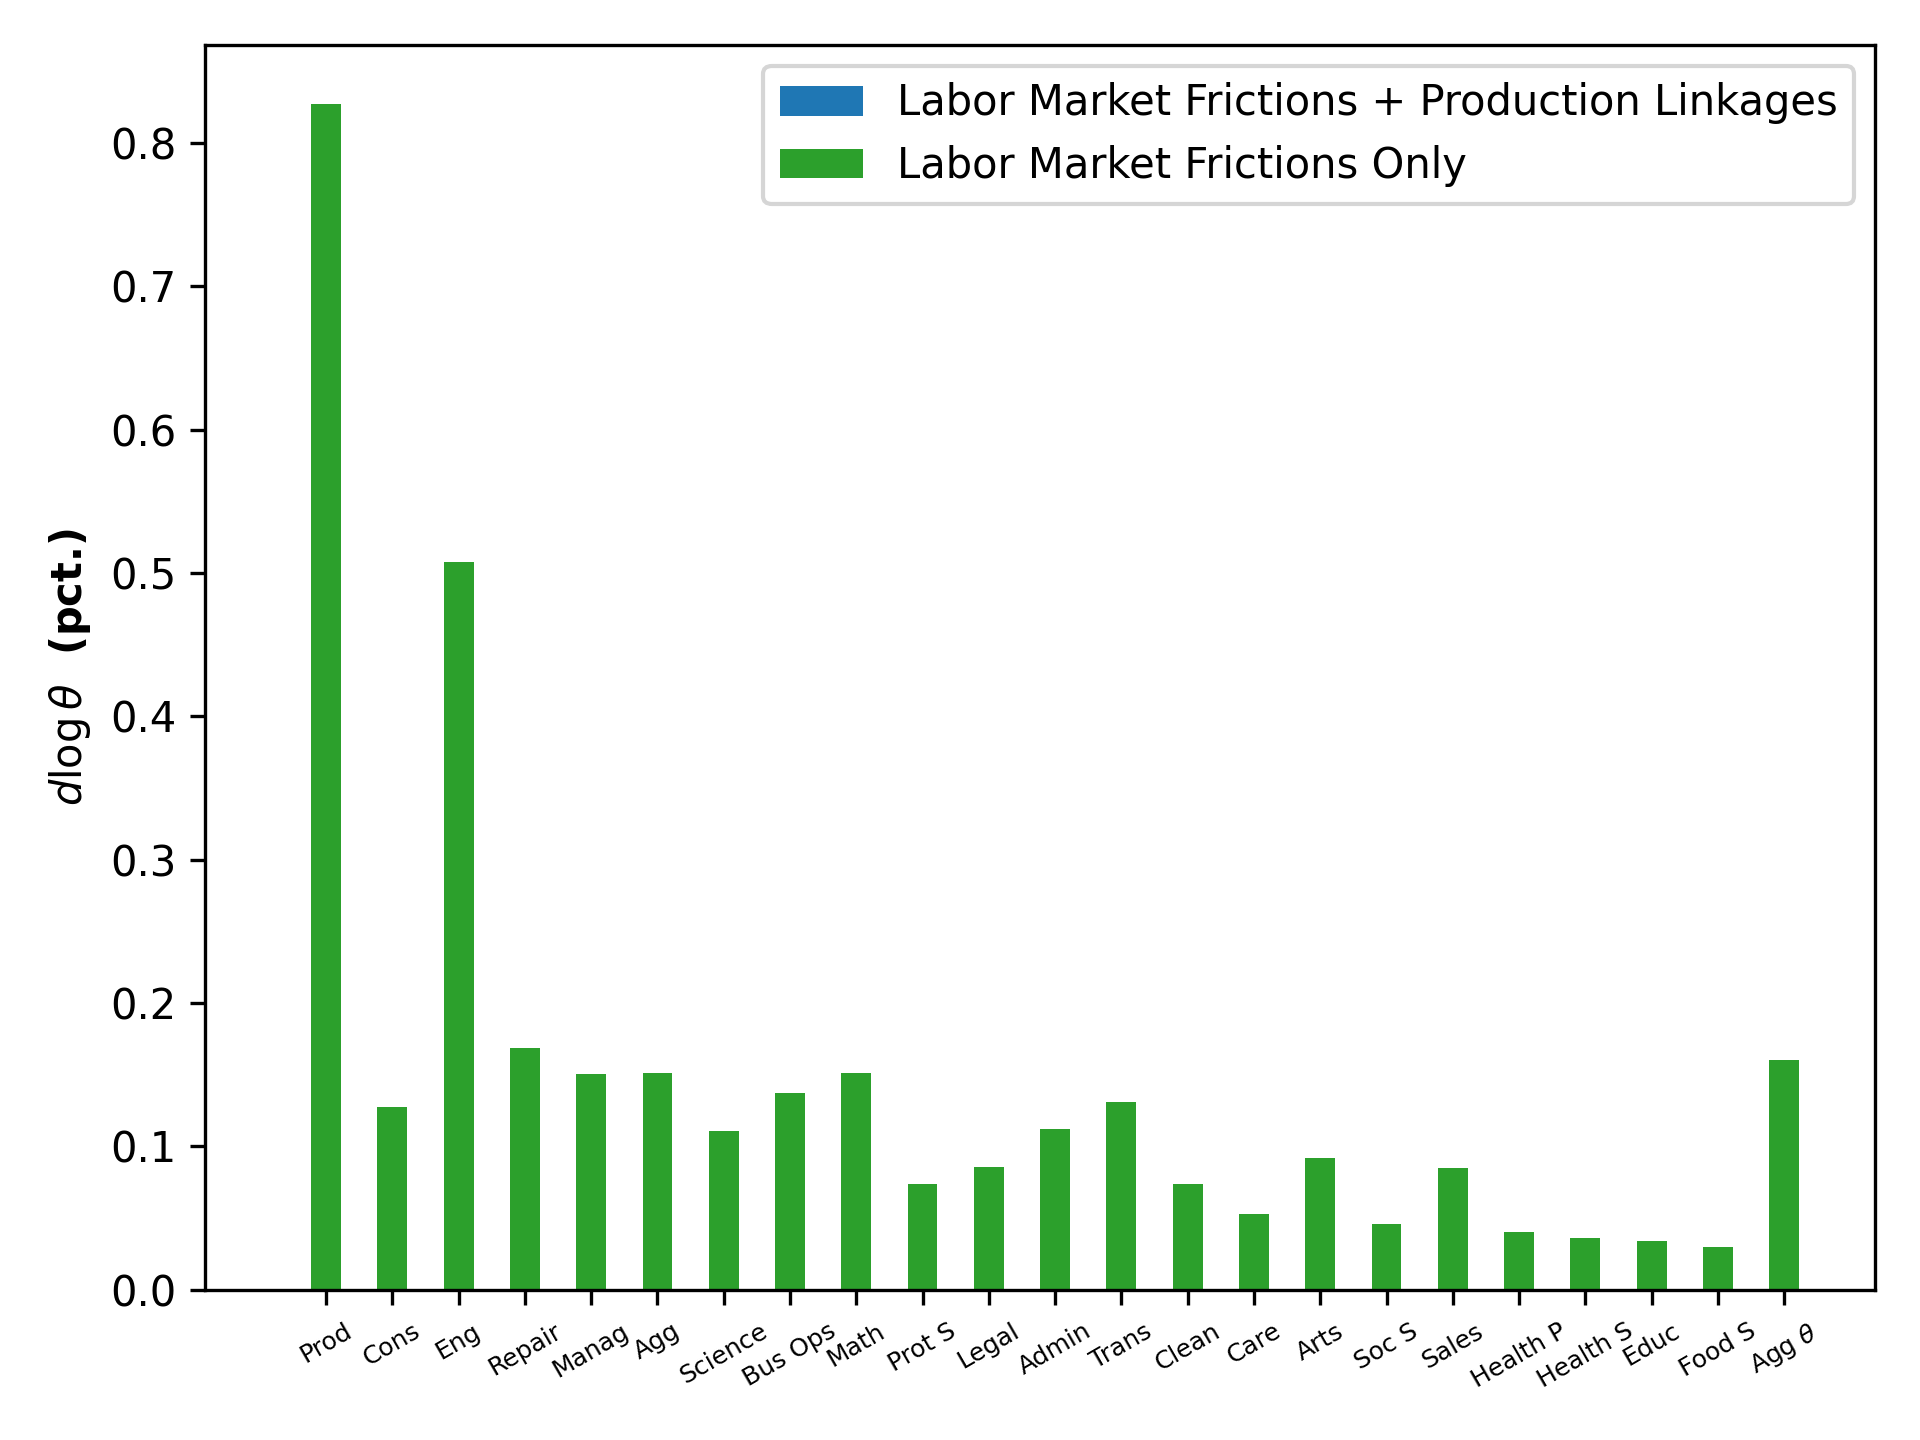 Labor Market Frictions + Production Linkages
Labor Market Frictions Only
d log θ (pct.)
0.8
0.7
0.6
0.5
0.4
0.3
0.2
0.1
0.0
Prod
Cons
Eng
Repair
Manag
Agg
Science
Bus Ops
Math
Prot S
Legal
Admin
Trans
Clean
Care
Arts
Soc S
Sales
Health P
Health S
Educ
Food S
Agg θ